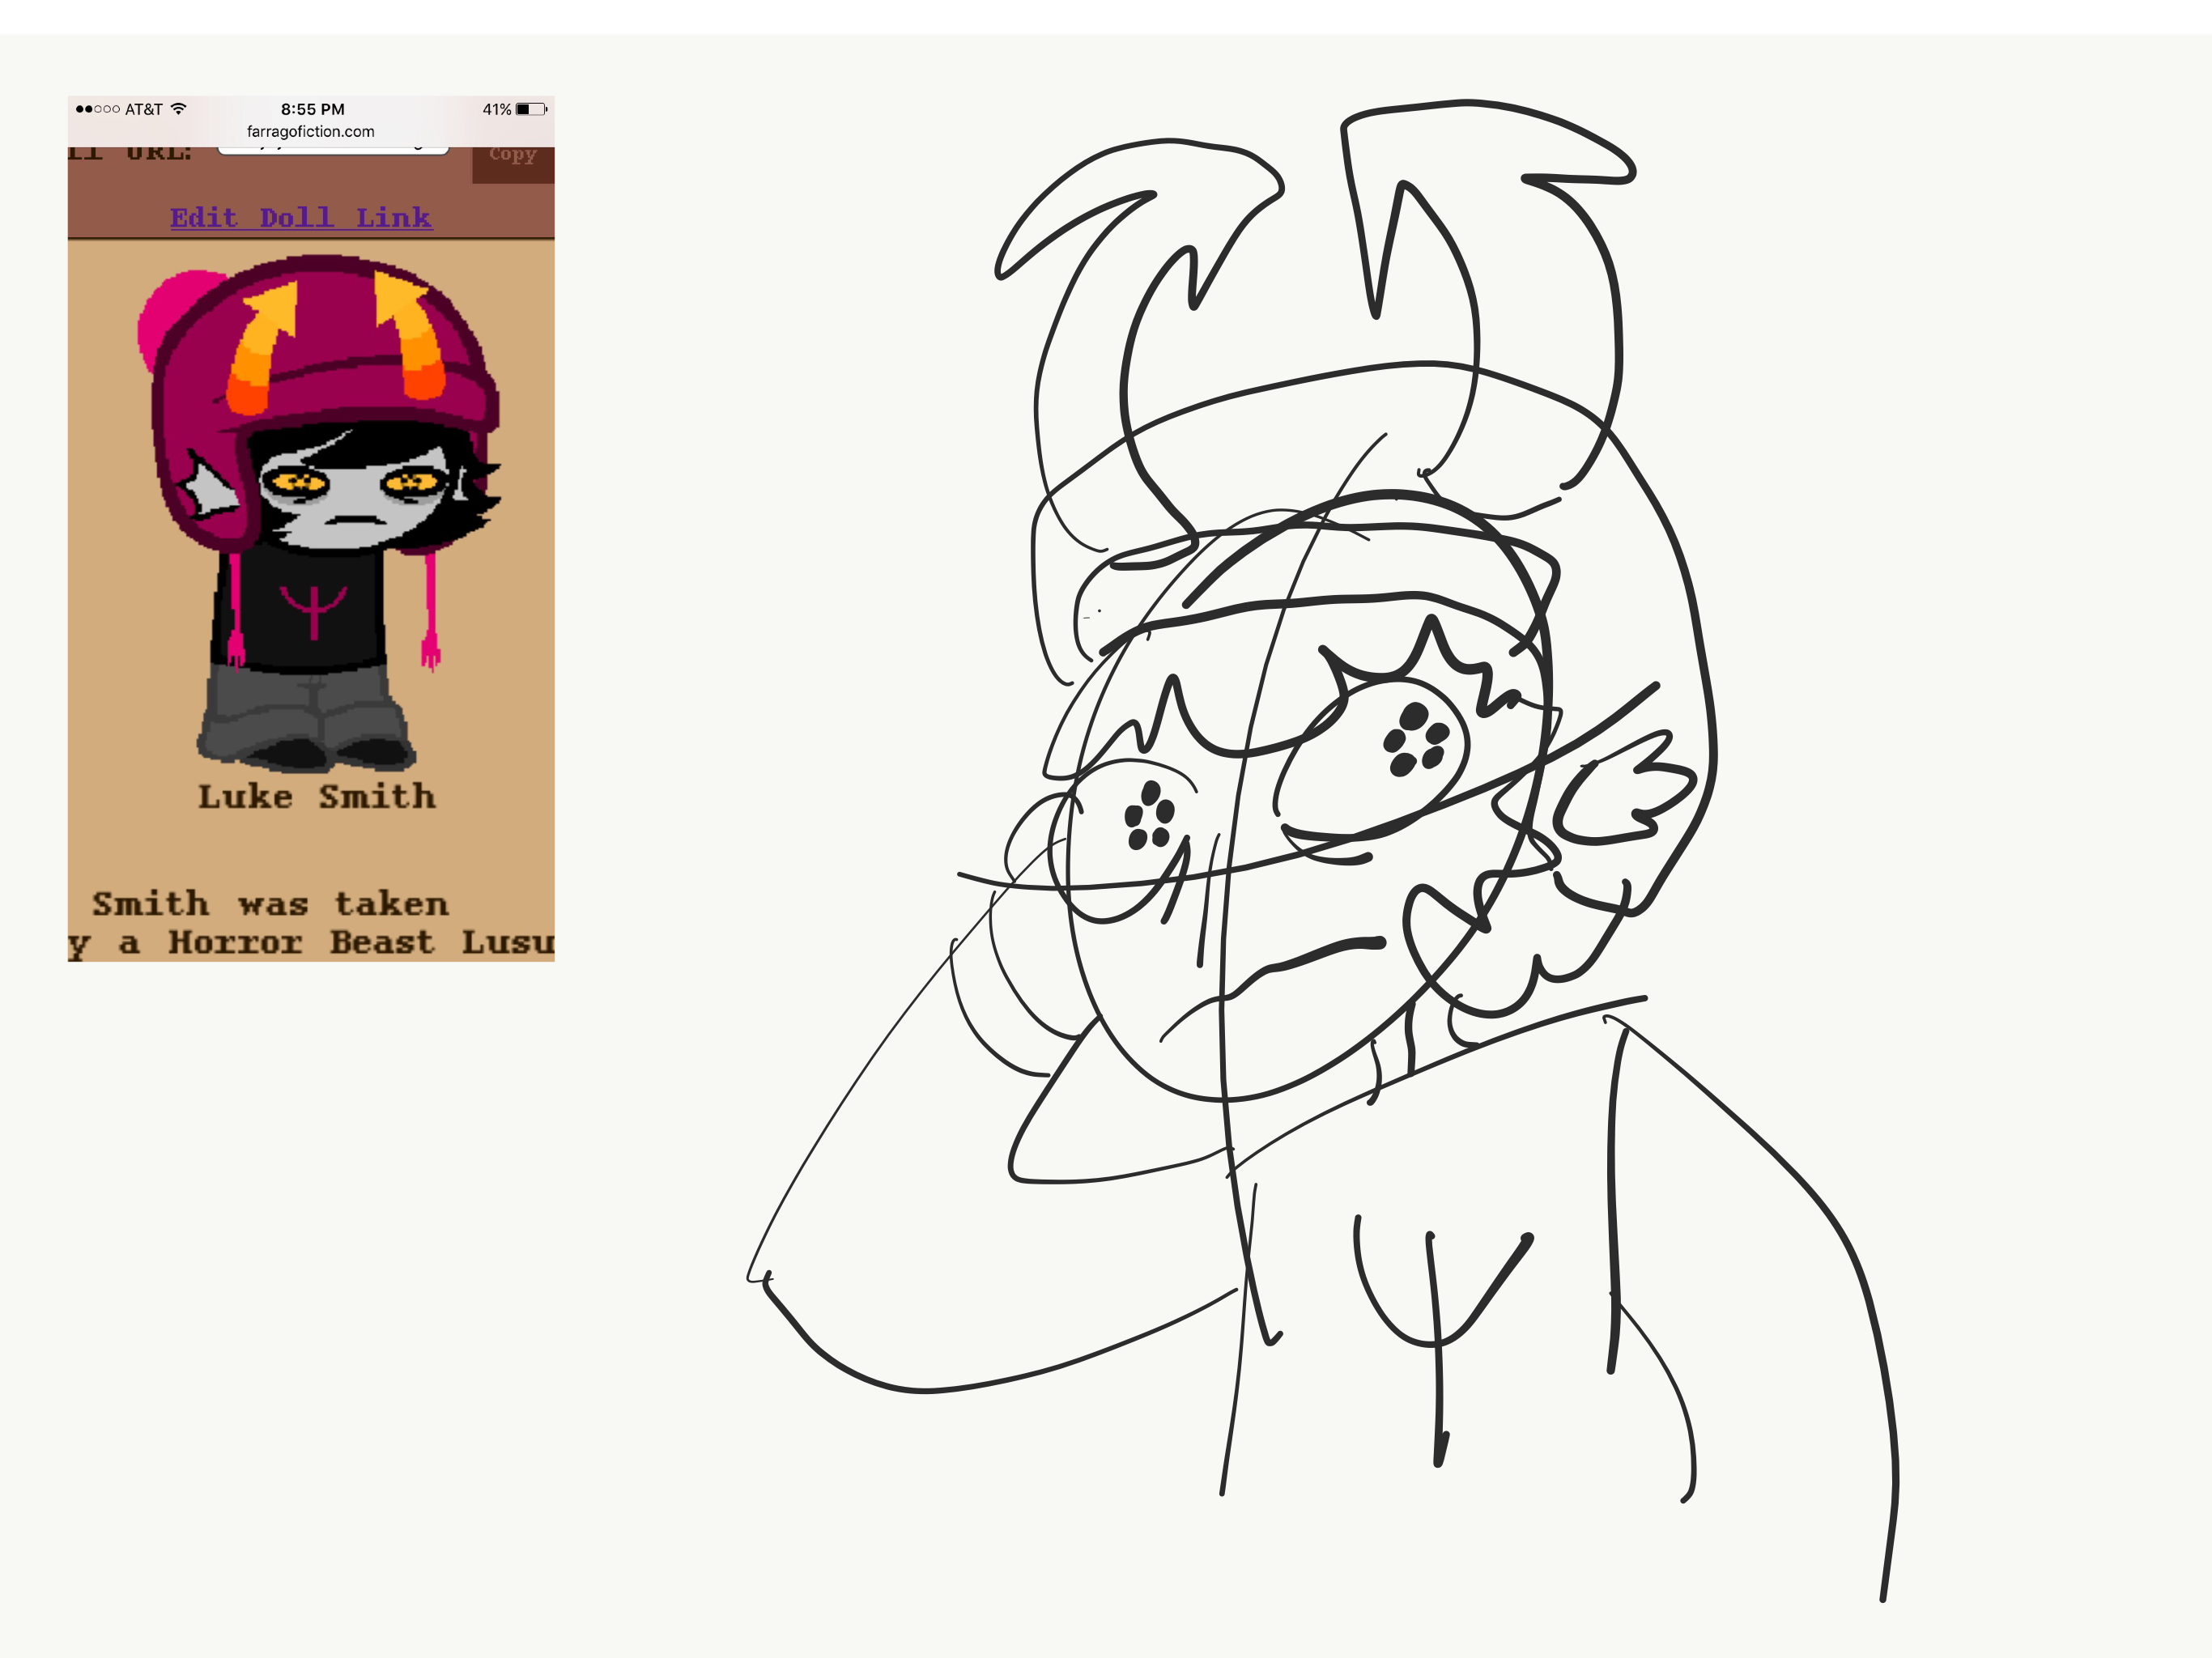 AT&T 8:55 PM 41%
farragofiction.com
URL:
Copy
Edit Doll Link
Luke Smith
Smith was taken
y a Horror Beast Lusu